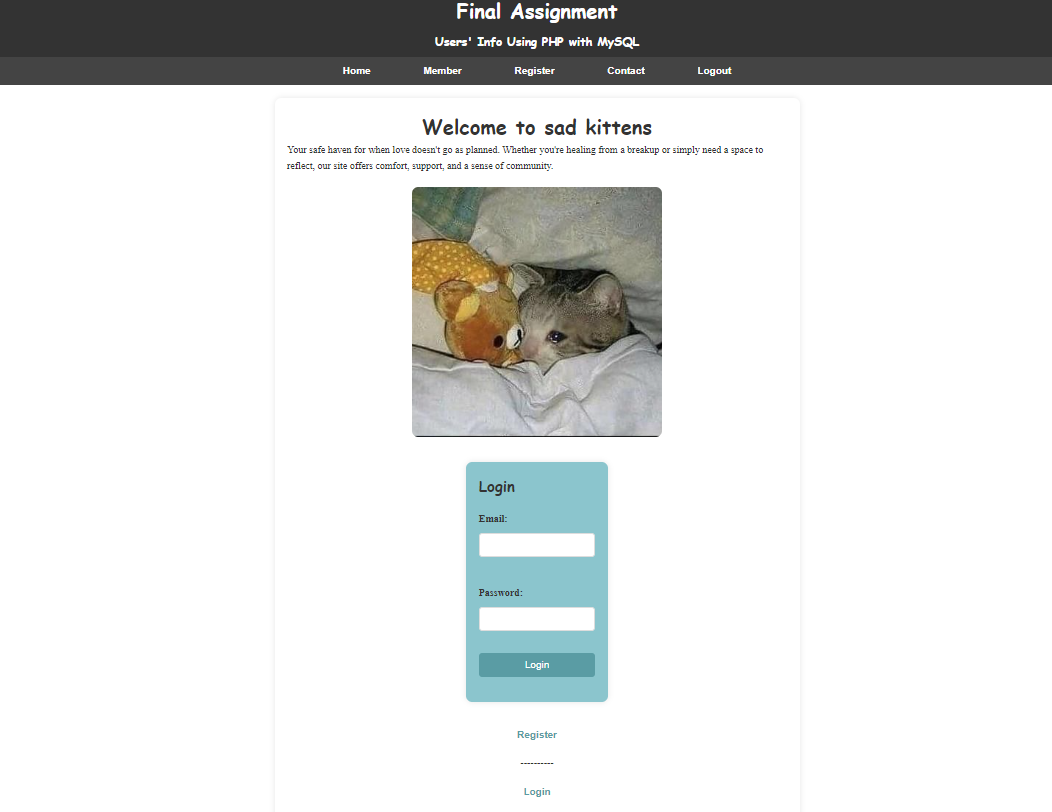 Final Assignment
Users' Info Using PHP with MySQL
Home Member Register Contact Logout
Welcome to sad kittens
Your safe haven for when love doesn't go as planned. Whether you're healing from a breakup or simply need a space to
reflect, our site offers comfort, support, and a sense of community.
Login
Email:
Password:
Login
Register
----------
Login